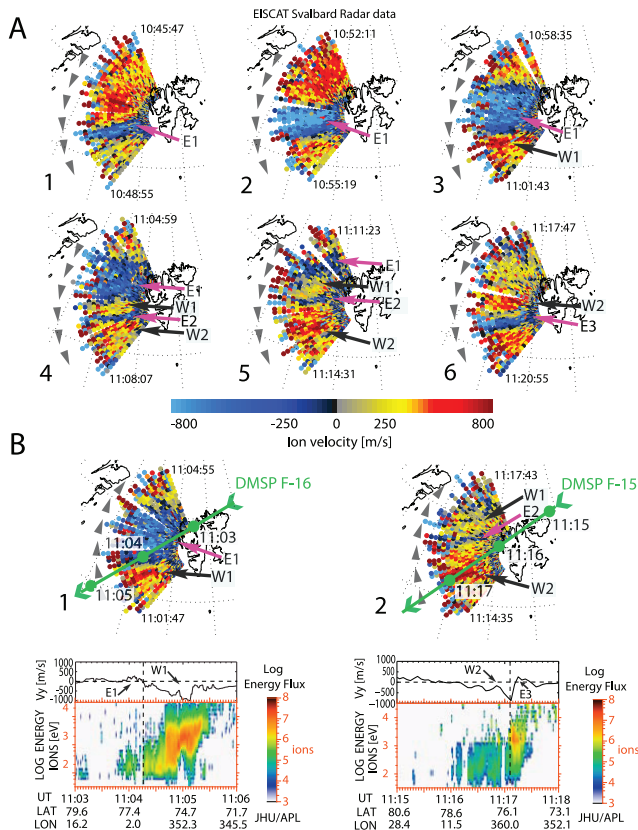 EISCAT Svalbard Radar data
A
10:45:47
E1
1
10:48:55
10:52:11
E1
2
10:55:19
10:58:35
E1
W1
3
11:01:43
11:04:59
E1
W1
E2
W2
4
11:08:07
11:11:23
E1
W1
E2
W2
5
11:14:31
11:17:47
W2
E3
6
11:20:55
-800 -250 0 250 800
Ion velocity [m/s]
B
11:04:55
DMSP F-16
11:03
11:04
E1
W1
11:05
1
11:01:47
11:17:43
DMSP F-15
W1
E2
11:15
11:16
11:17
W2
2
11:14:35
Vy [m/s]
1000
500
0
-500
-1000
W1
E1
Log
Energy Flux
LOG ENERGY
IONS [eV]
4
3
2
8
7
6
5
4
3
ions
UT 11:03 11:04 11:05 11:06
LAT 79.6 77.4 74.7 71.7
LON 16.2 2.0 352.3 345.5
JHU/APL
Vy [m/s]
1000
500
0
-500
-1000
W2
E3
Log
Energy Flux
LOG ENERGY
IONS [eV]
4
3
2
8
7
6
5
4
3
ions
UT 11:15 11:16 11:17 11:18
LAT 80.6 78.6 76.1 73.1
LON 28.4 11.5 360.0 352.1
JHU/APL